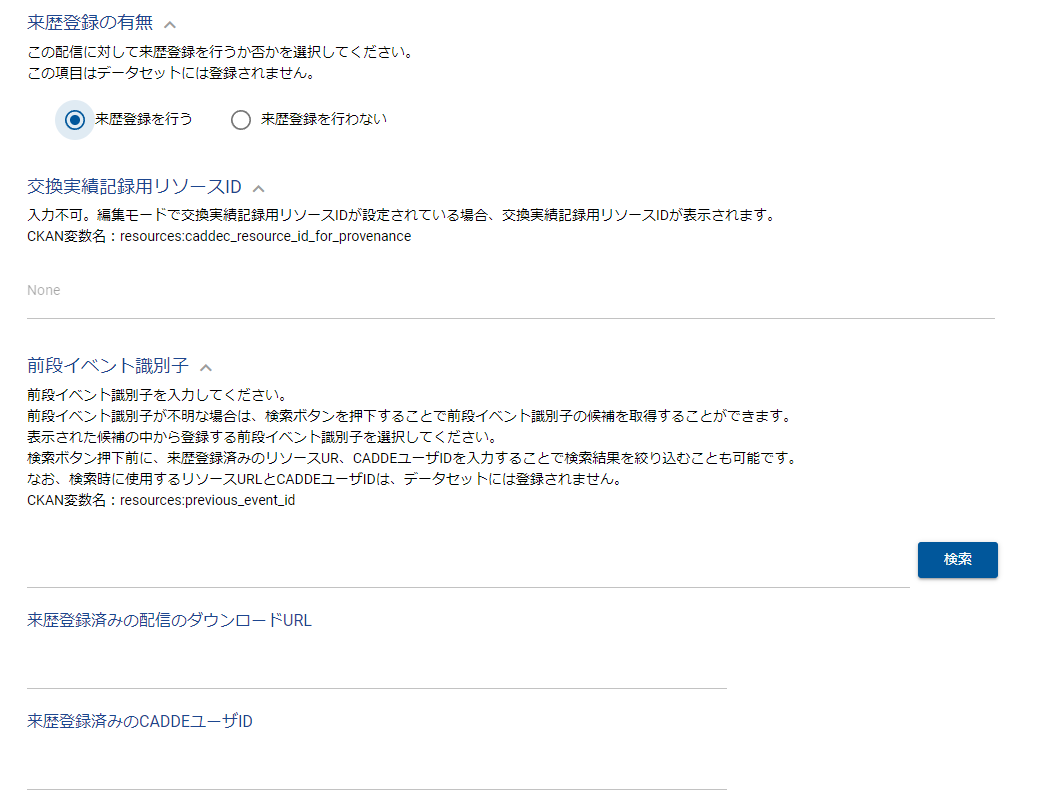 来歴登録の有無
この配信に対して来歴登録を行うか否かを選択してください。
この項目はデータセットには登録されません。
来歴登録を行う 来歴登録を行わない
交換実績記録用リソースID
入力不可。編集モードで交換実績記録用リソースIDが設定されている場合、交換実績記録用リソースIDが表示されます。
CKAN変数名：resources:caddec_resource_id_for_provenance
None
前段イベント識別子
前段イベント識別子を入力してください。
前段イベント識別子が不明な場合は、検索ボタンを押下することで前段イベント識別子の候補を取得することができます。
表示された候補の中から登録する前段イベント識別子を選択してください。
検索ボタン押下前に、来歴登録済みのリソースUR、CADDEユーザIDを入力することで検索結果を絞り込むことも可能です。
なお、検索時に使用するリソースURLとCADDEユーザIDは、データセットには登録されません。
CKAN変数名：resources:previous_event_id
検索
来歴登録済みの配信のダウンロードURL
来歴登録済みのCADDEユーザID